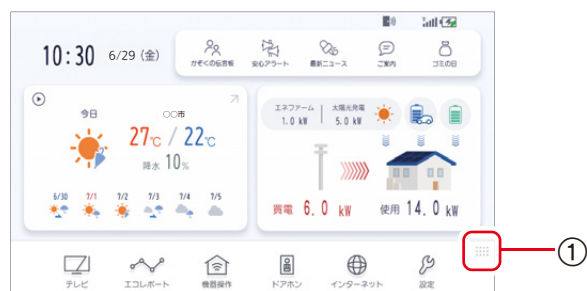 10:30 6/29 (金)
かぞくの伝言板 安心アラート 最新ニュース ご案内 ゴミの日
今日 ○○市
27℃ / 22℃
降水 10%
6/30 7/1 7/2 7/3 7/4 7/5
エネファーム 太陽光発電
1.0 kW 5.0 kW
買電 6.0 kW 使用 14.0 kW
①
テレビ エコレポート 機器操作 ドアホン インターネット 設定